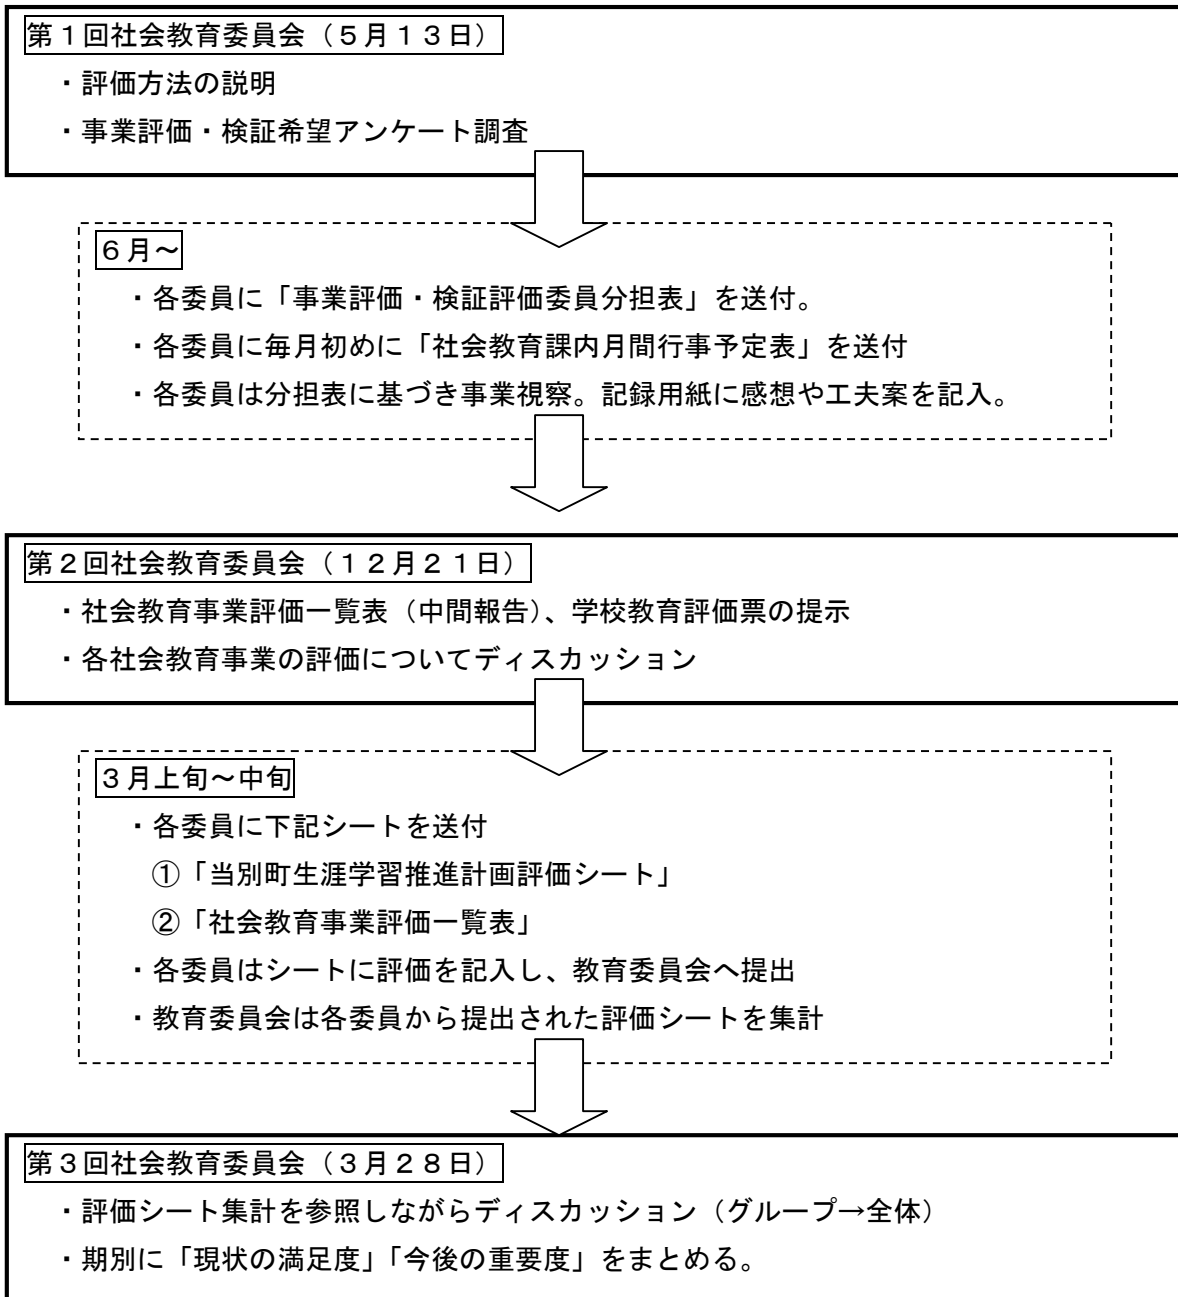 第１回社会教育委員会（５月１３日）
・評価方法の説明
・事業評価・検証希望アンケート調査
６月～
・各委員に「事業評価・検証評価委員分担表」を送付。
・各委員に毎月初めに「社会教育課内月間行事予定表」を送付
・各委員は分担表に基づき事業視察。記録用紙に感想や工夫案を記入。
第２回社会教育委員会（１２月２１日）
・社会教育事業評価一覧表（中間報告）、学校教育評価票の提示
・各社会教育事業の評価についてディスカッション
３月上旬～中旬
・各委員に下記シートを送付
①「当別町生涯学習推進計画評価シート」
②「社会教育事業評価一覧表」
・各委員はシートに評価を記入し、教育委員会へ提出
・教育委員会は各委員から提出された評価シートを集計
第３回社会教育委員会（３月２８日）
・評価シート集計を参照しながらディスカッション（グループ→全体）
・期別に「現状の満足度」「今後の重要度」をまとめる。